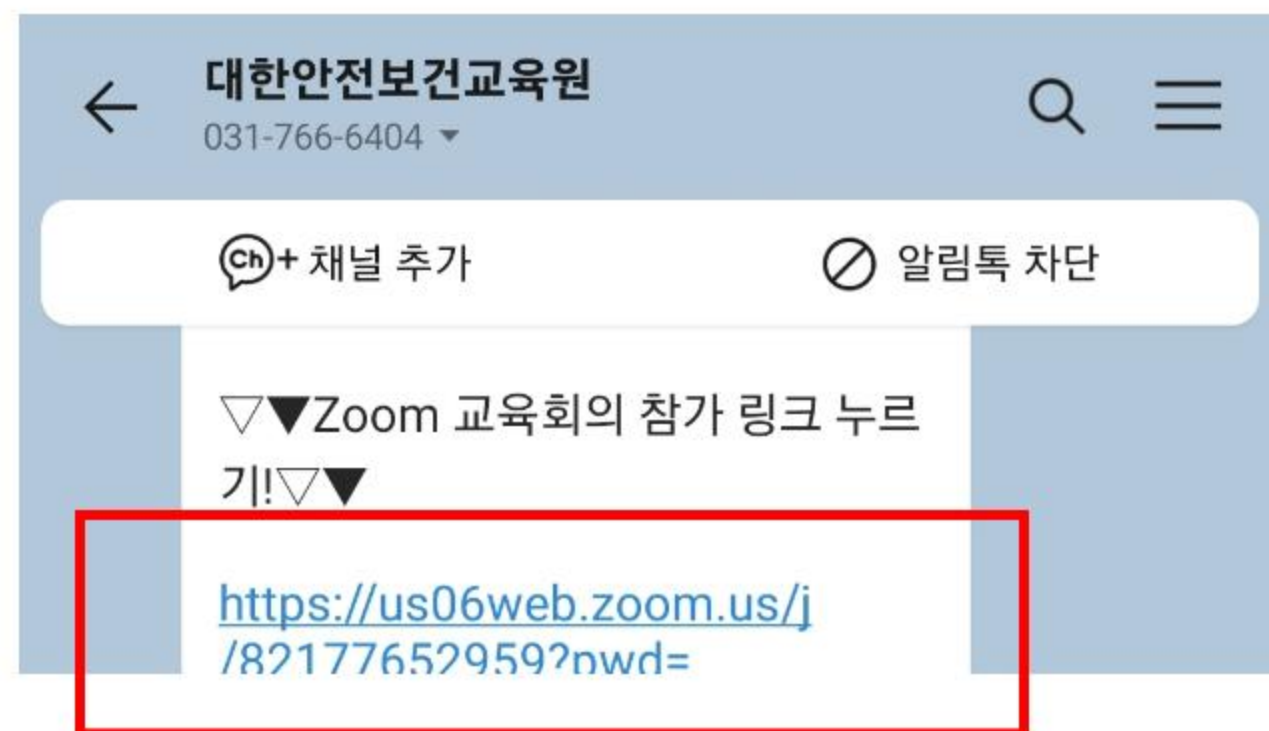 대한안전보건교육원
031-766-6404
Ch+ 채널 추가
알림톡 차단
▽▼Zoom 교육회의 참가 링크 누르
기!▽▼
https://us06web.zoom.us/j
/82177652959?pwd=